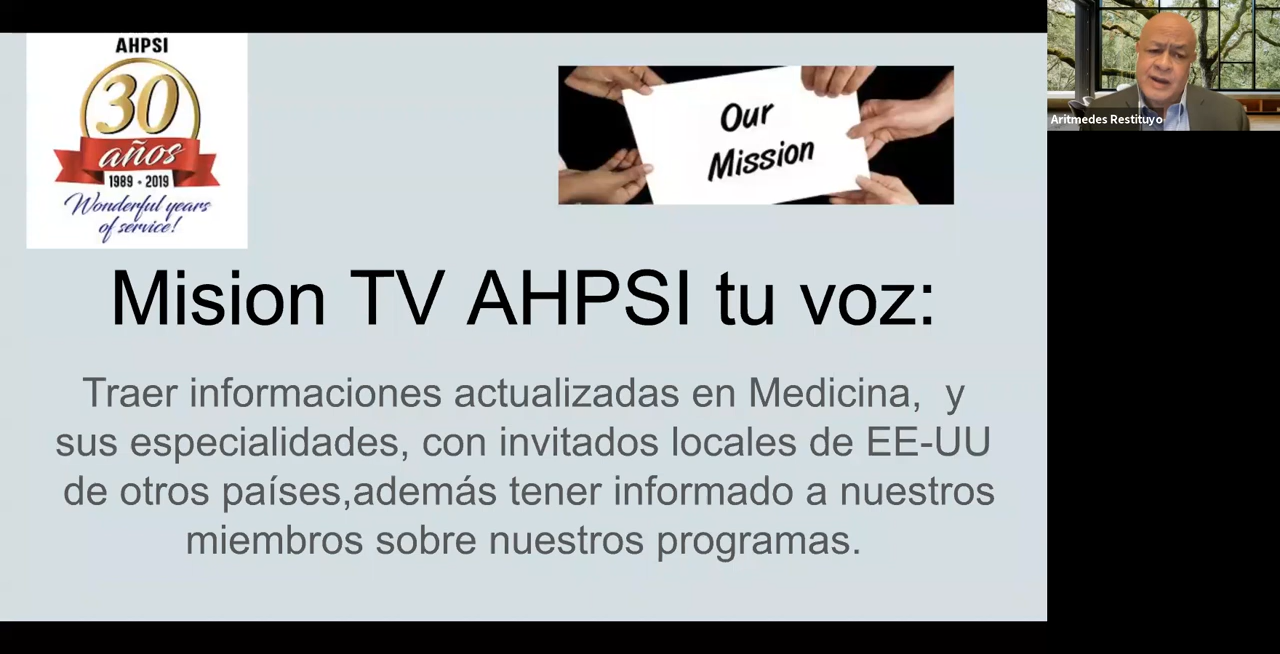 AHPSI
30
años
1989 - 2019
Wonderful years
of service!
Our
Mission
Aritmedes Restituyo
Mision TV AHPSI tu voz:
Traer informaciones actualizadas en Medicina,  y
sus especialidades, con invitados locales de EE-UU
de otros países,además tener informado a nuestros
miembros sobre nuestros programas.